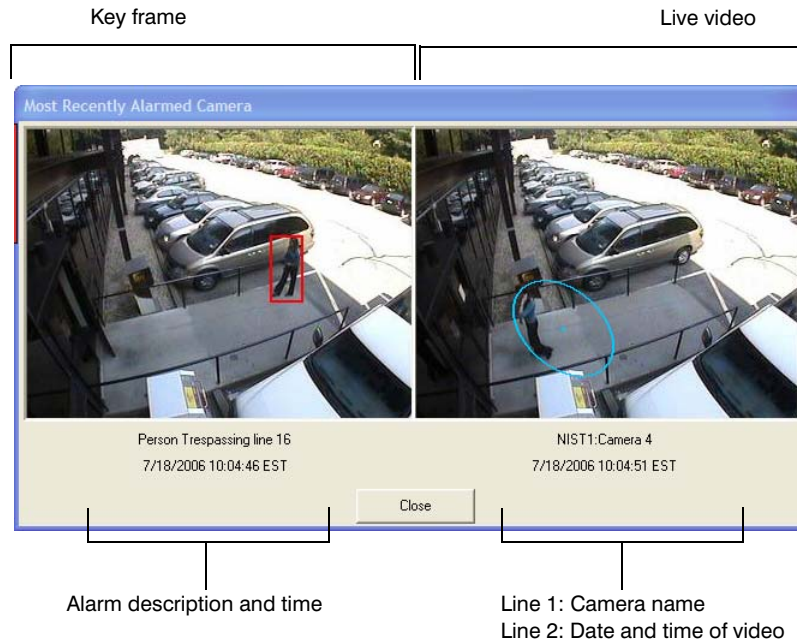 Key frame
Live video
Most Recently Alarmed Camera
Person Trespassing line 16
NIST1:Camera 4
7/18/2006 10:04:46 EST
7/18/2006 10:04:51 EST
Close
Alarm description and time
Line 1: Camera name
Line 2: Date and time of video